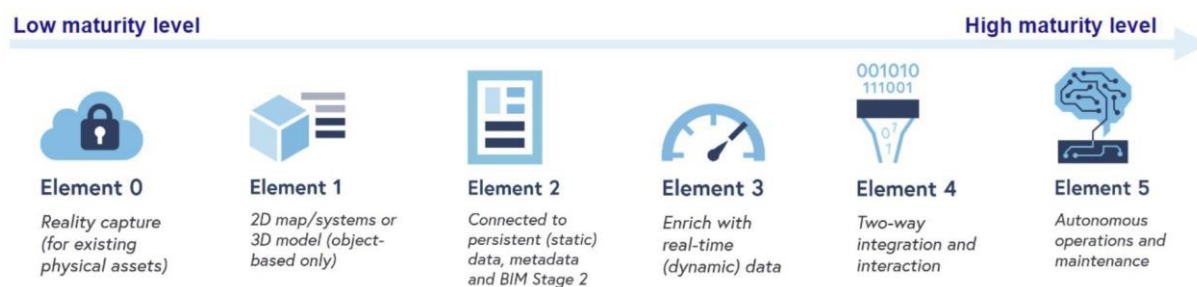 Low maturity level
High maturity level
001010
111001
0 7
1
Element 0
Reality capture
(for existing
physical assets)
Element 1
2D map/systems or
3D model (object-
based only)
Element 2
Connected to
persistent (static)
data, metadata
and BIM Stage 2
Element 3
Enrich with
real-time
(dynamic) data
Element 4
Two-way
integration and
interaction
Element 5
Autonomous
operations and
maintenance